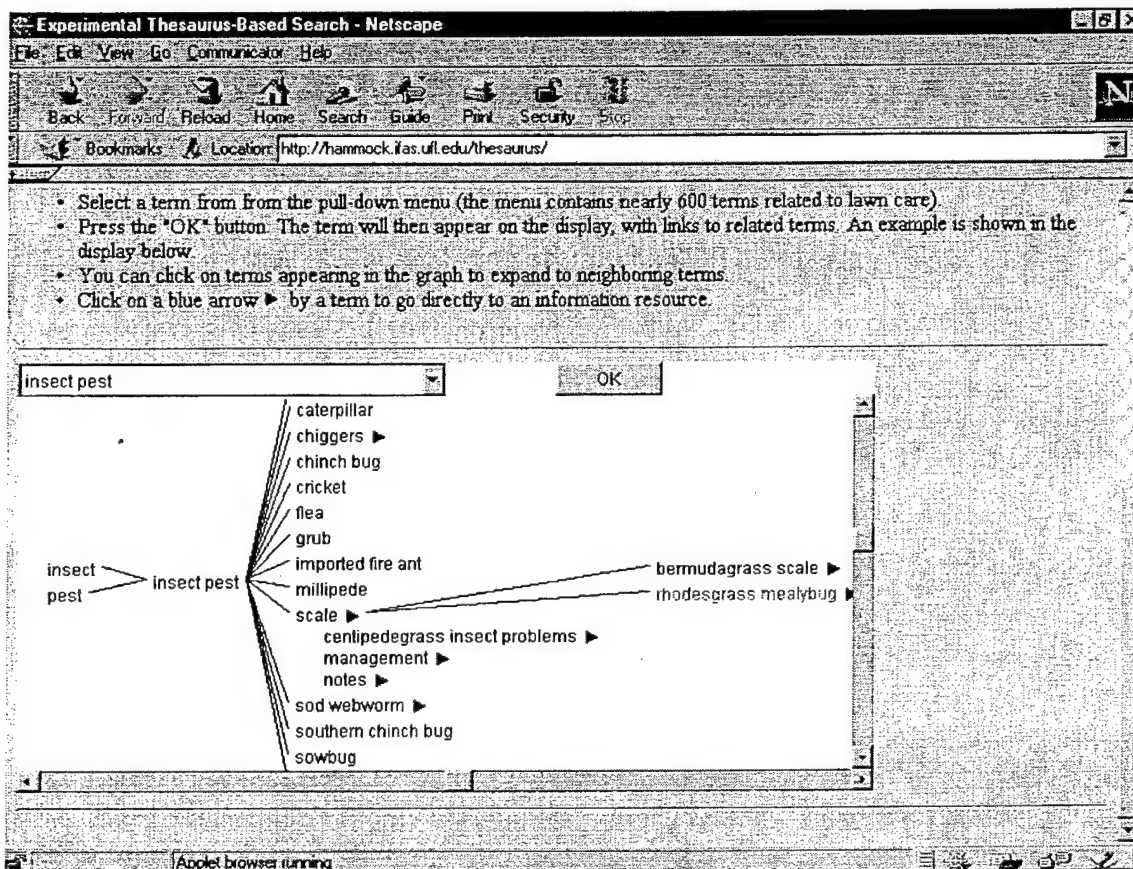 Experimental Thesaurus-Based Search - Netscape
File Edit View Go Communicator Help
Back Forward Reload Home Search Guide Print Security Stop
N
Bookmarks Location: http://hammock.ifas.ufl.edu/thesaurus/
• Select a term from from the pull-down menu (the menu contains nearly 600 terms related to lawn care).
• Press the "OK" button. The term will then appear on the display, with links to related terms. An example is shown in the
display below.
• You can click on terms appearing in the graph to expand to neighboring terms.
• Click on a blue arrow ▶ by a term to go directly to an information resource.
insect pest OK
caterpillar
chiggers ▶
chinch bug
cricket
flea
grub
imported fire ant
insect
pest
insect pest
millipede
scale ▶
bermudagrass scale ▶
rhodesgrass mealybug ▶
centipedegrass insect problems ▶
management ▶
notes ▶
sod webworm ▶
southern chinch bug
sowbug
Applet browser running